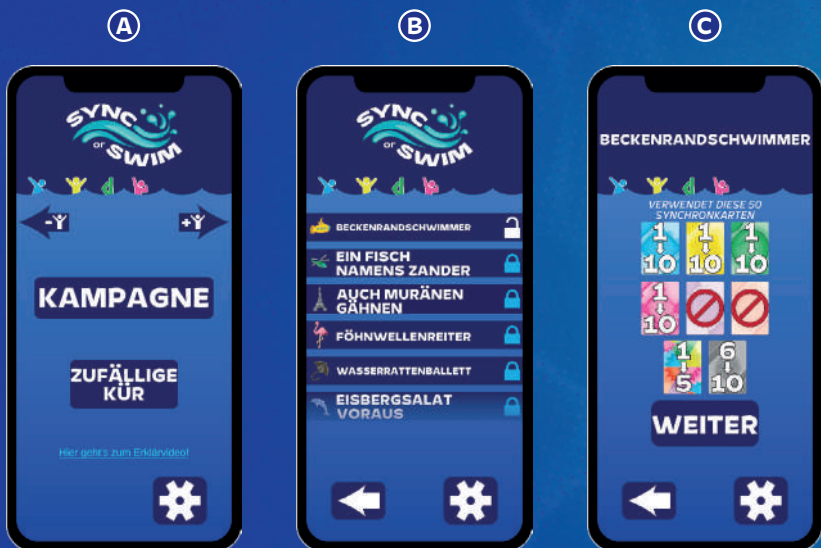 A
B
C
SYNC
or
SWIM
-
+
KAMPAGNE
ZUFÄLLIGE
KÜR
Hier geht's zum Erklärvideo!
SYNC
or
SWIM
BECKENRANDSCHWIMMER
EIN FISCH
NAMENS ZANDER
AUCH MURÄNEN
GÄHNEN
FÖHNWELLENREITER
WASSERRATTENBALLETT
EISBERGSALAT
VORAUS
BECKENRANDSCHWIMMER
VERWENDET DIESE 50
SYNCHRONKARTEN
1 1 1
10 10 10
1
10
1 6
5 10
WEITER